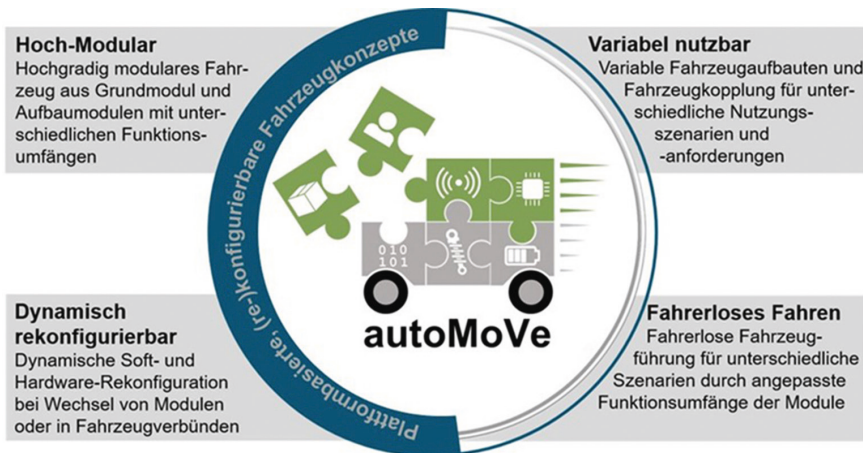 Hoch-Modular
Hochgradig modulares Fahr-
zeug aus Grundmodul und
Aufbaumodulen mit unter-
schiedlichen Funktions-
umfängen
Variabel nutzbar
Variable Fahrzeugaufbauten und
Fahrzeugkopplung für unter-
schiedliche Nutzungs-
szenarien und
-anforderungen
Plattformbasierte, (re-)konfigurierbare Fahrzeugkonzepte
010
101
autoMoVe
Dynamisch
rekonfigurierbar
Dynamische Soft- und
Hardware-Rekonfiguration
bei Wechsel von Modulen
oder in Fahrzeugverbünden
Fahrerloses Fahren
Fahrerlose Fahrzeug-
führung für unterschiedliche
Szenarien durch angepasste
Funktionsumfänge der Module